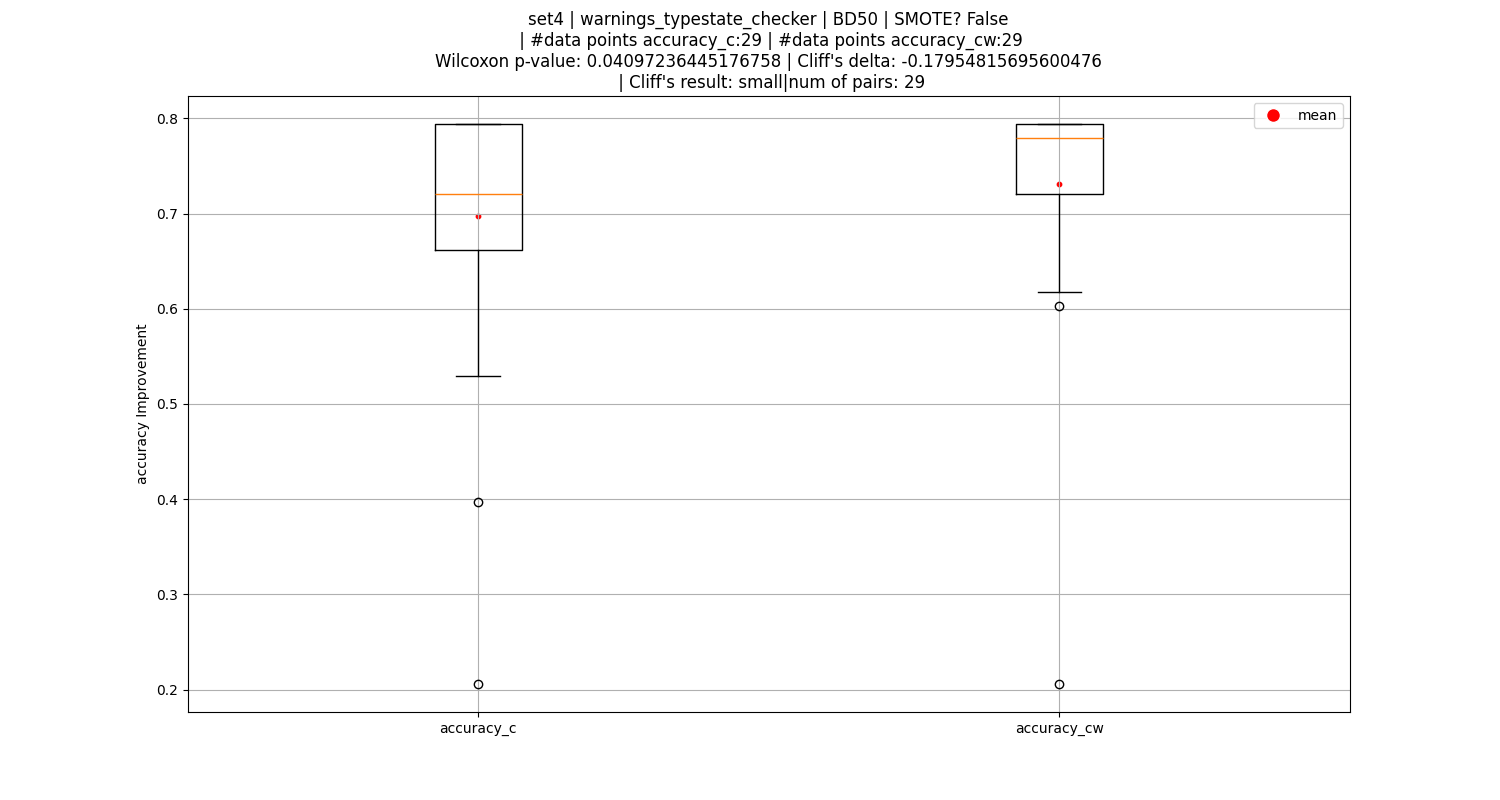 set4 | warnings_typestate_checker | BD50 | SMOTE? False
| #data points accuracy_c:29 | #data points accuracy_cw:29
Wilcoxon p-value: 0.04097236445176758 | Cliff's delta: -0.17954815695600476
| Cliff's result: small|num of pairs: 29
mean
accuracy Improvement
0.8
0.7
0.6
0.5
0.4
0.3
0.2
accuracy_c
accuracy_cw